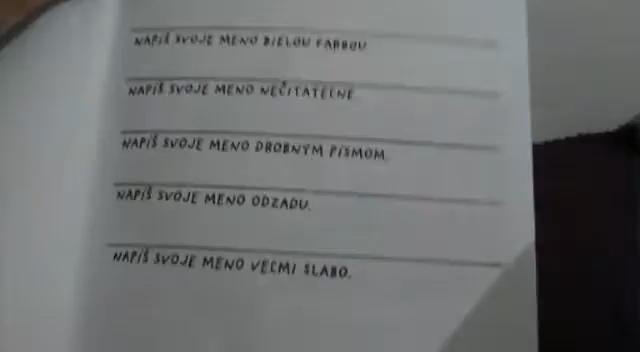 NAPÍŠ SVOJE MENO BIELOU FARBOU
NAPÍŠ SVOJE MENO NEČITATEĽNE
NAPÍŠ SVOJE MENO DROBNÝM PÍSMOM.
NAPÍŠ SVOJE MENO ODZADU.
NAPÍŠ SVOJE MENO VEĽMI SLABO.